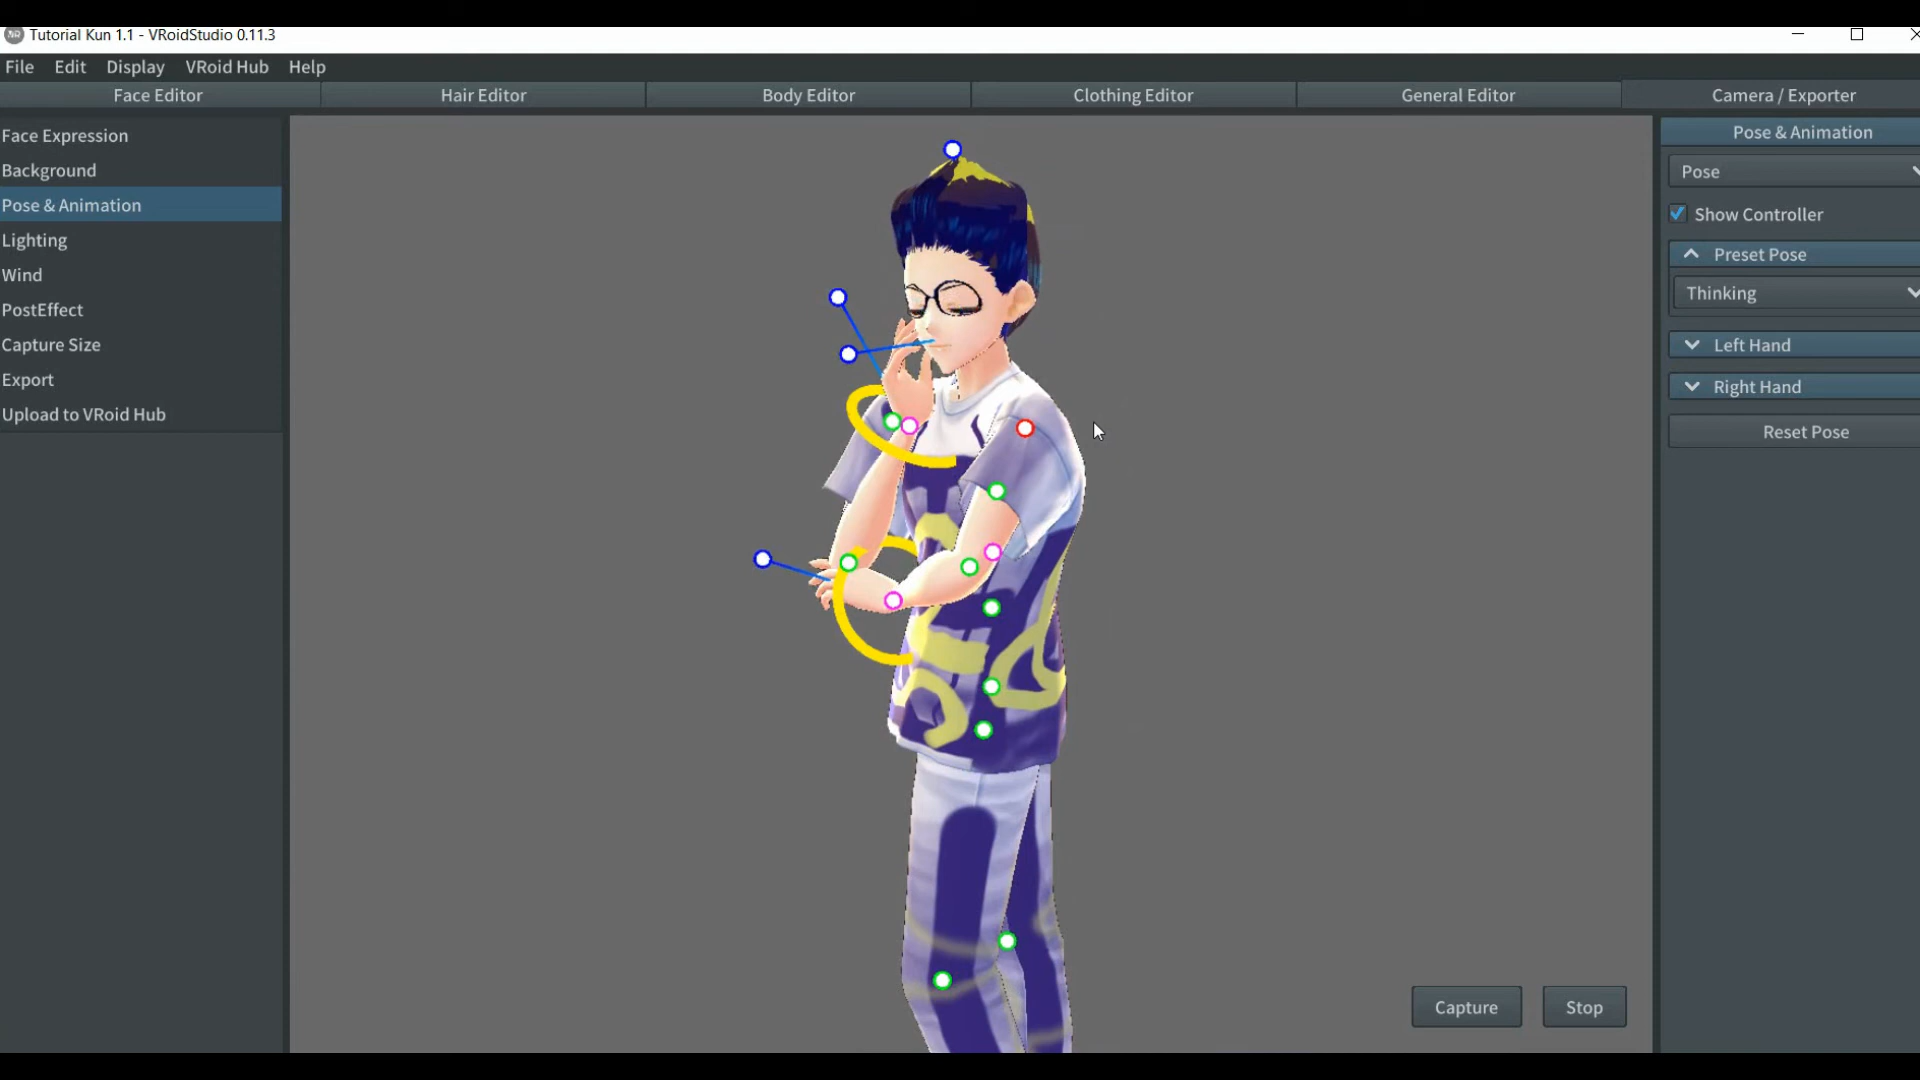 Tutorial Kun 1.1 - VRoidStudio 0.11.3
File Edit Display VRoid Hub Help
Face Editor Hair Editor Body Editor Clothing Editor General Editor Camera / Exporter
Face Expression
Background
Pose & Animation
Lighting
Wind
PostEffect
Capture Size
Export
Upload to VRoid Hub
Pose & Animation
Pose
Show Controller
Preset Pose
Thinking
Left Hand
Right Hand
Reset Pose
Capture Stop